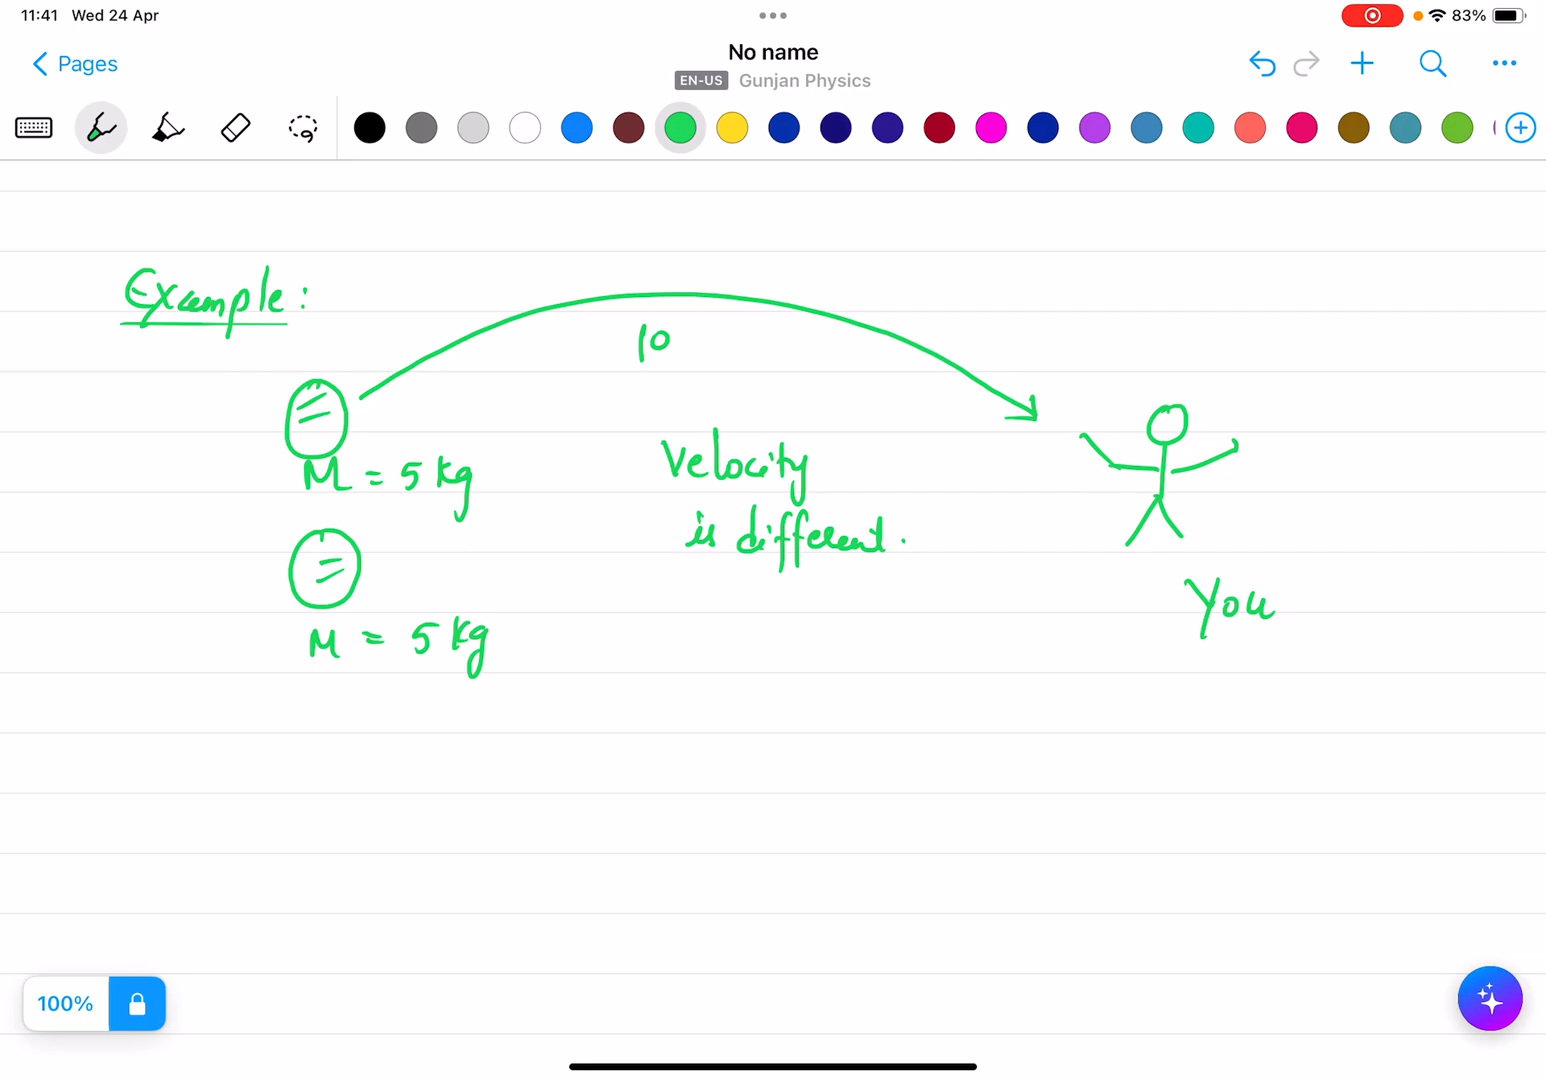 11:41 Wed 24 Apr
83%
Pages
No name
EN-US Gunjan Physics
Example:
10
M = 5 kg
Velocity
is different.
M = 5 kg
You
100%